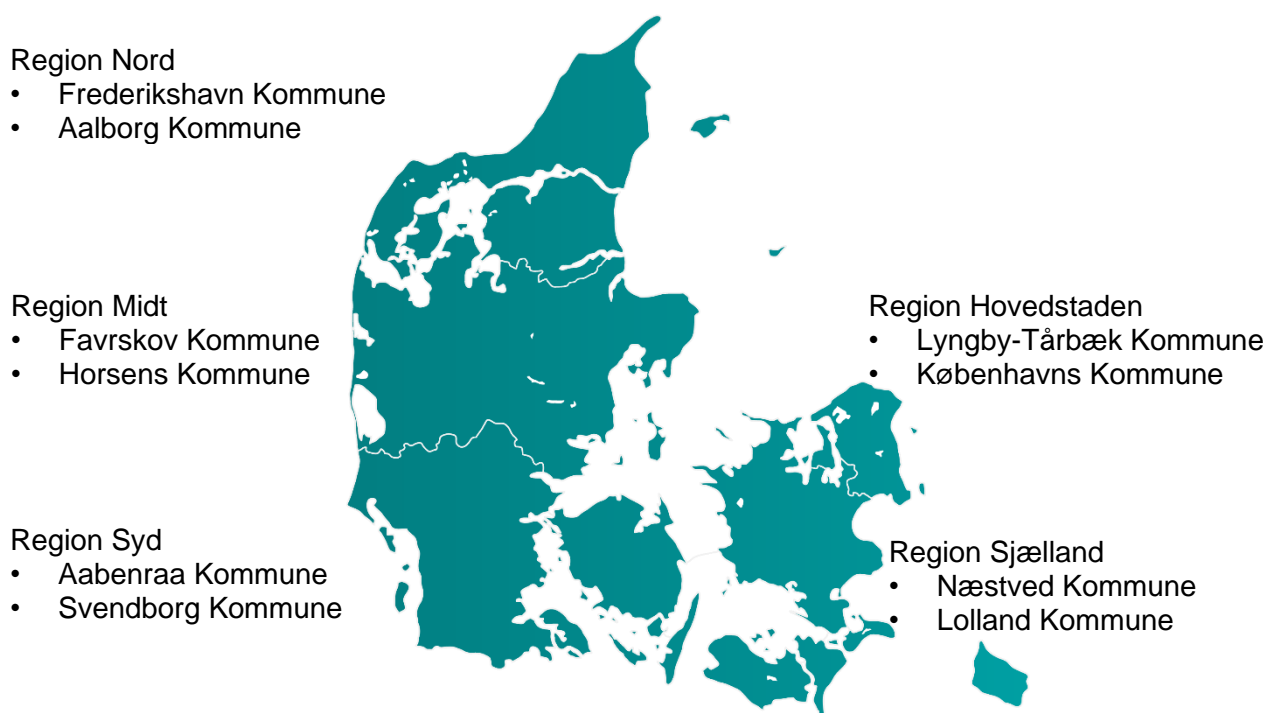 Region Nord
• Frederikshavn Kommune
• Aalborg Kommune
Region Midt
• Favrskov Kommune
• Horsens Kommune
Region Hovedstaden
• Lyngby-Tårbæk Kommune
• Københavns Kommune
Region Syd
• Aabenraa Kommune
• Svendborg Kommune
Region Sjælland
• Næstved Kommune
• Lolland Kommune